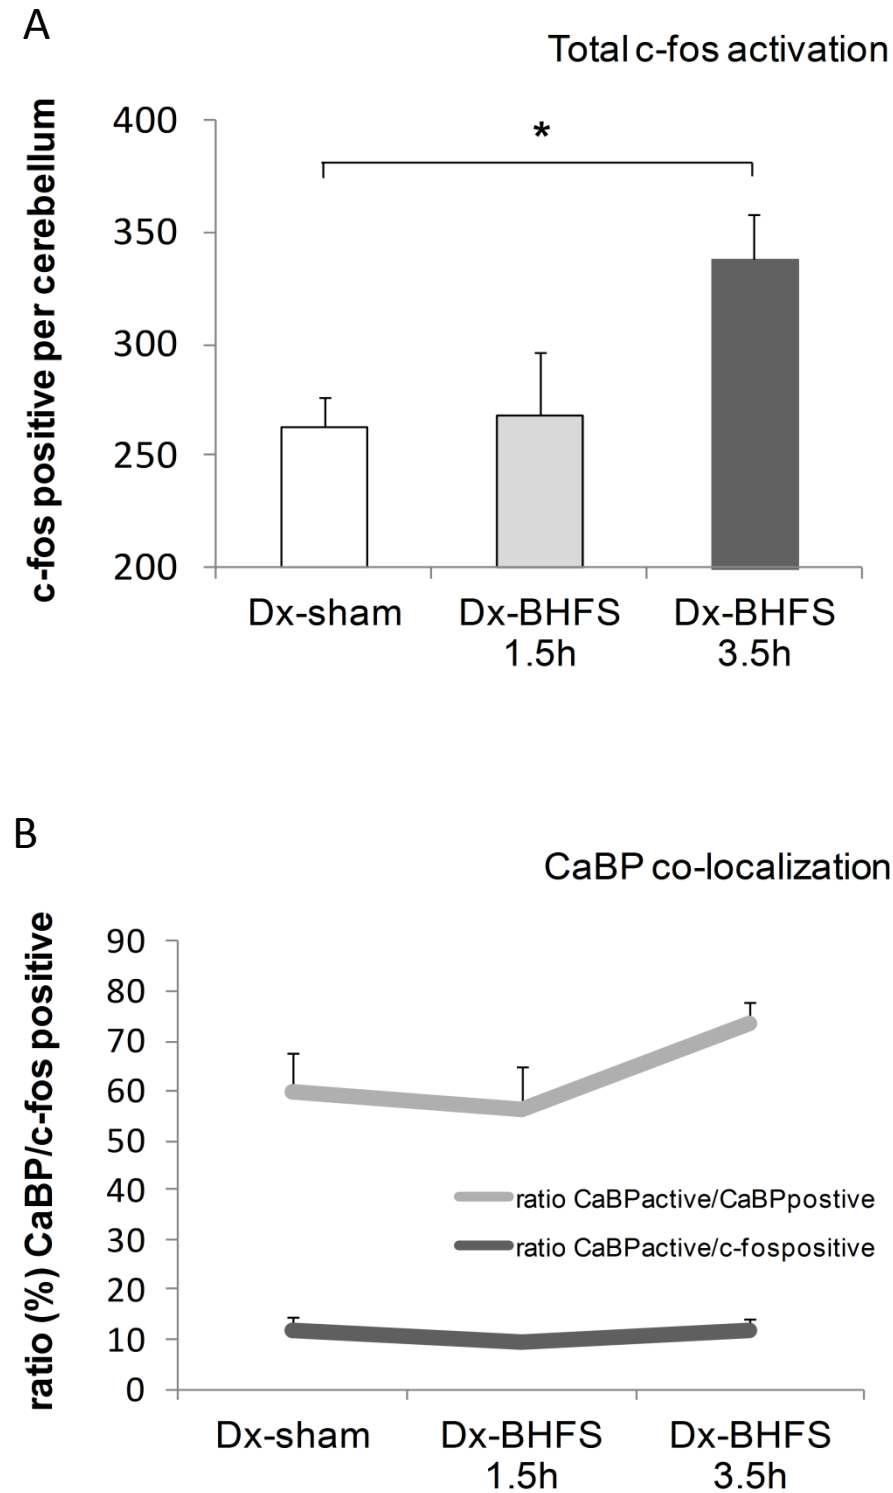 A
Total c-fos activation
c-fos positive per cerebellum
400
350
300
250
200
*
Dx-sham
Dx-BHFS
1.5h
Dx-BHFS
3.5h
B
CaBP co-localization
ratio (%) CaBP/c-fos positive
90
80
70
60
50
40
30
20
10
0
ratio CaBPactive/CaBPpostive
ratio CaBPactive/c-fospositive
Dx-sham
Dx-BHFS
1.5h
Dx-BHFS
3.5h